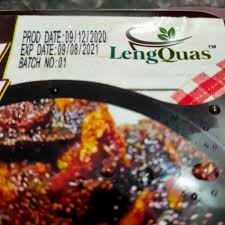 PROD DATE:09/12/2020
EXP DATE:09/08/2021
BATCH NO:01
LENGQUAS™